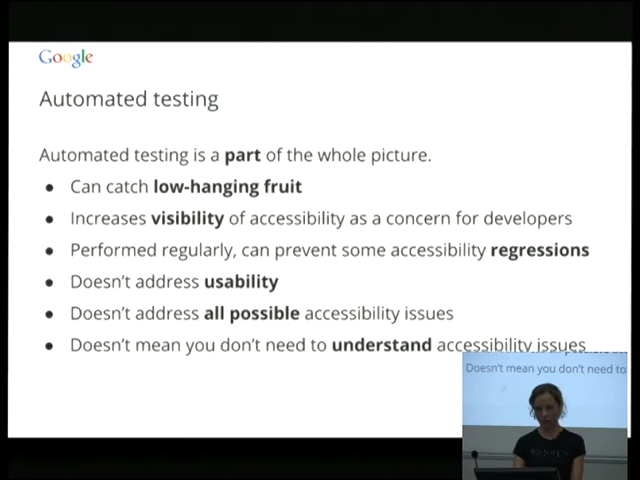 Google
Automated testing
Automated testing is a part of the whole picture.
● Can catch low-hanging fruit
● Increases visibility of accessibility as a concern for developers
● Performed regularly, can prevent some accessibility regressions
● Doesn't address usability
● Doesn't address all possible accessibility issues
● Doesn't mean you don't need to understand accessibility issues
Doesn't mean you don't need to